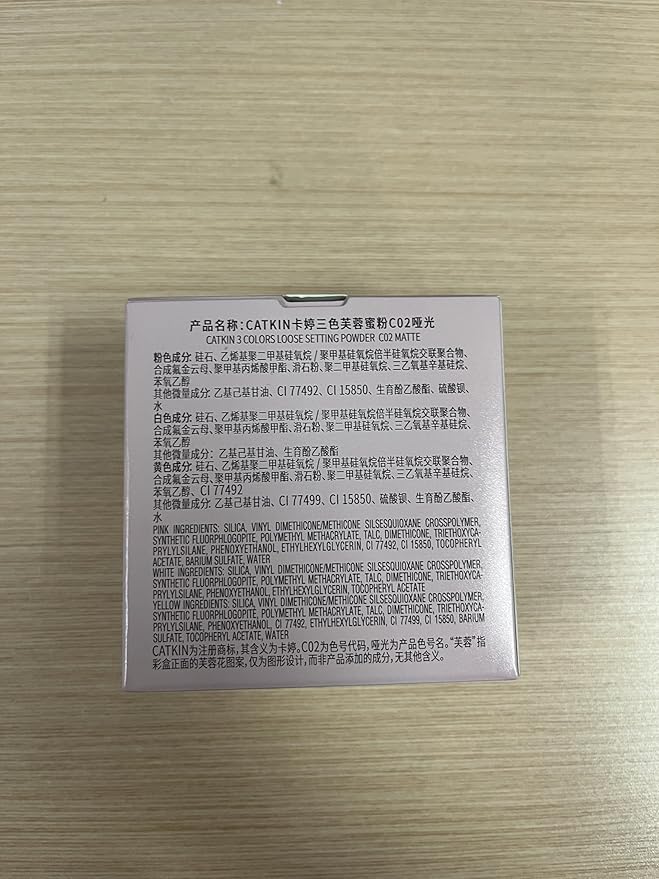 产品名称：CATKIN卡婷三色芙蓉蜜粉C02哑光
CATKIN 3 COLORS LOOSE SETTING POWDER C02 MATTE
粉色成分：硅石、乙烯基聚二甲基硅氧烷/聚甲基硅氧烷倍半硅氧烷交联聚合物、
合成氟金云母、聚甲基丙烯酸甲酯、滑石粉、聚二甲基硅氧烷、三乙氧基辛基硅烷、
苯氧乙醇
其他微量成分：乙基己基甘油、CI 77492、CI 15850、生育酚乙酸酯、硫酸钡、
水
白色成分：硅石、乙烯基聚二甲基硅氧烷/聚甲基硅氧烷倍半硅氧烷交联聚合物、
合成氟金云母、聚甲基丙烯酸甲酯、滑石粉、聚二甲基硅氧烷、三乙氧基辛基硅烷、
苯氧乙醇
其他微量成分：乙基己基甘油、生育酚乙酸酯
黄色成分：硅石、乙烯基聚二甲基硅氧烷/聚甲基硅氧烷倍半硅氧烷交联聚合物、
合成氟金云母、聚甲基丙烯酸甲酯、滑石粉、聚二甲基硅氧烷、三乙氧基辛基硅烷、
苯氧乙醇、CI 77492
其他微量成分：乙基己基甘油、CI 77499、CI 15850、硫酸钡、生育酚乙酸酯、
水
PINK INGREDIENTS: SILICA, VINYL DIMETHICONE/METHICONE SILSESQUIOXANE CROSSPOLYMER,
SYNTHETIC FLUORPHLOGOPITE, POLYMETHYL METHACRYLATE, TALC, DIMETHICONE, TRIETHOXYCA-
PRYLYLSILANE, PHENOXYETHANOL, ETHYLHEXYLGLYCERIN, CI 77492, CI 15850, TOCOPHERYL
ACETATE, BARIUM SULFATE, WATER
WHITE INGREDIENTS: SILICA, VINYL DIMETHICONE/METHICONE SILSESQUIOXANE CROSSPOLYMER,
SYNTHETIC FLUORPHLOGOPITE, POLYMETHYL METHACRYLATE, TALC, DIMETHICONE, TRIETHOXYCA-
PRYLYLSILANE, PHENOXYETHANOL, ETHYLHEXYLGLYCERIN, TOCOPHERYL ACETATE
YELLOW INGREDIENTS: SILICA, VINYL DIMETHICONE/METHICONE SILSESQUIOXANE CROSSPOLYMER,
SYNTHETIC FLUORPHLOGOPITE, POLYMETHYL METHACRYLATE, TALC, DIMETHICONE, TRIETHOXYCA-
PRYLYLSILANE, PHENOXYETHANOL, CI 77492, ETHYLHEXYLGLYCERIN, CI 77499, CI 15850, BARIUM
SULFATE, TOCOPHERYL ACETATE, WATER
CATKIN为注册商标，其含义为卡婷。C02为色号代码，哑光为产品色号名。“芙蓉”指
彩盒正面的芙蓉花图案，仅为图形设计，而非产品添加的成分，无其他含义。